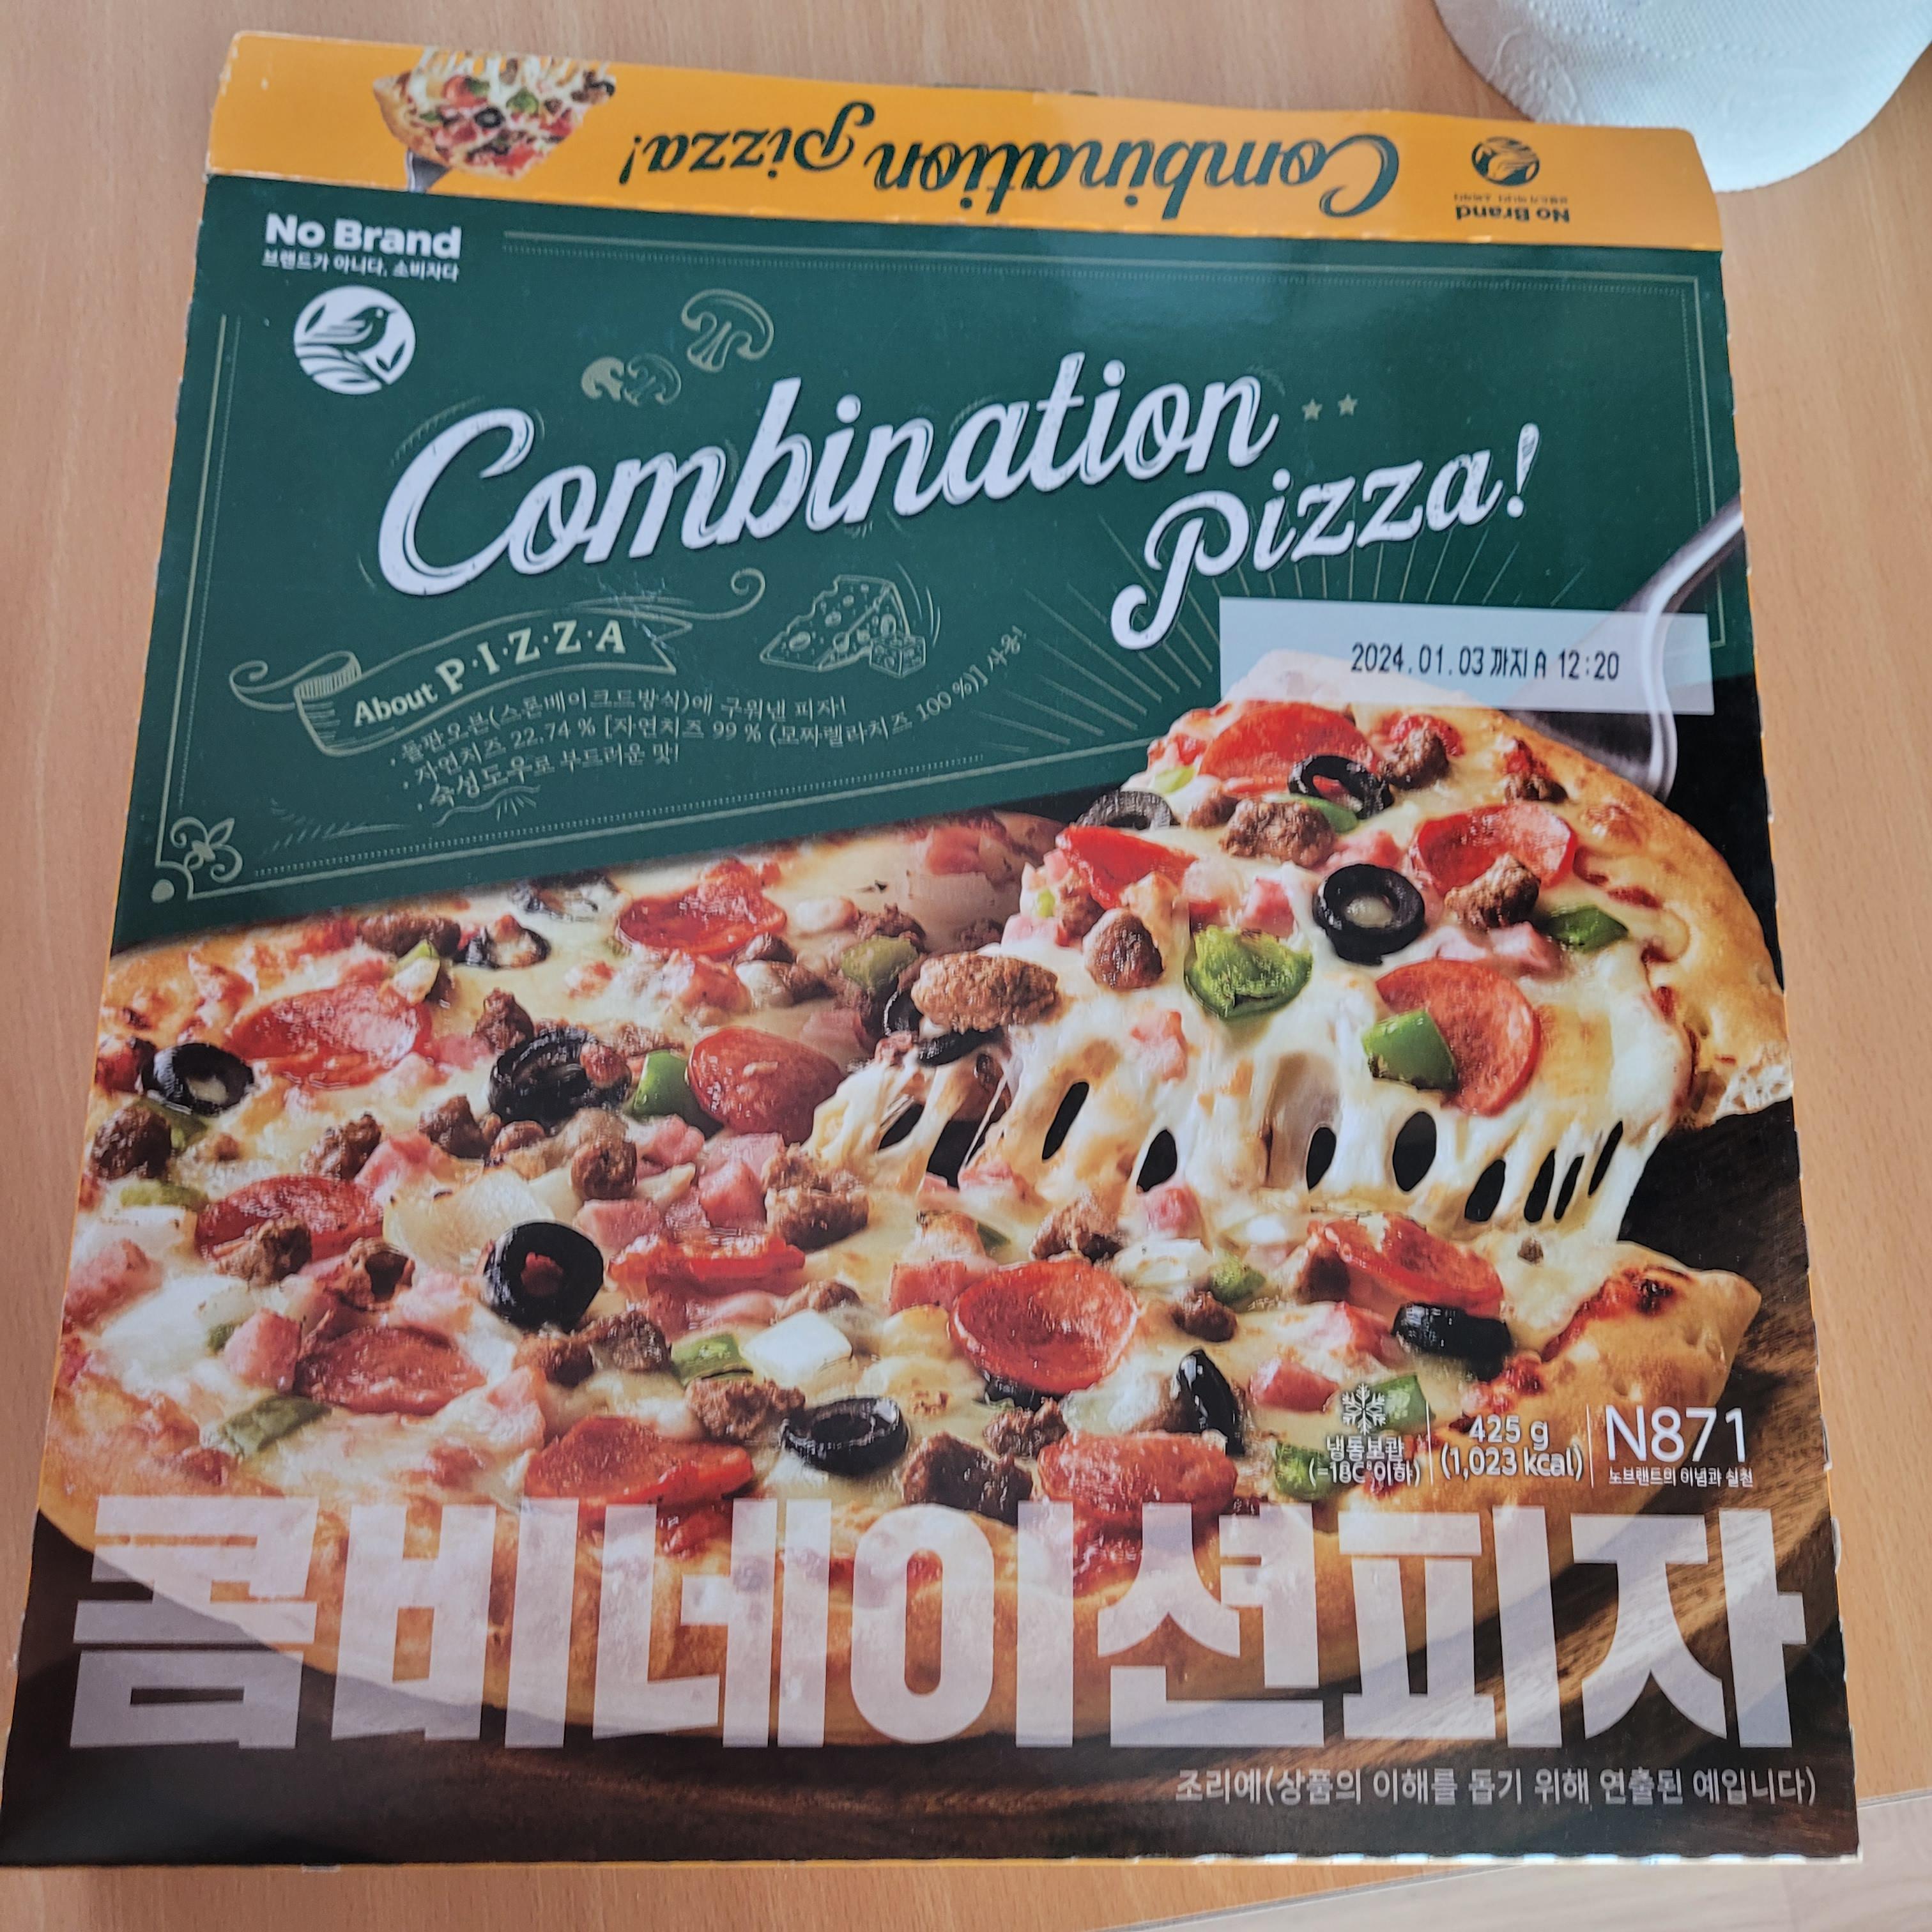 Combination pizza!
No Brand
No Brand
브랜드가 아니다. 소비자다
Combination
Pizza!
About P·I·Z·Z·A
· 돌판오븐(스톤베이크드방식)에 구워낸 피자!
· 자연치즈 22.74 % [자연치즈 99 % (모짜렐라치즈 100 %)] 사용!
· 숙성도우로 부드러운 맛!
2024.01.03 까지 A 12:20
냉동보관
(-18℃ 이하)
425 g
(1,023 kcal)
N871
노브랜드의 이념과 실천
콤비네이션피자
조리예(상품의 이해를 돕기 위해 연출된 예입니다)